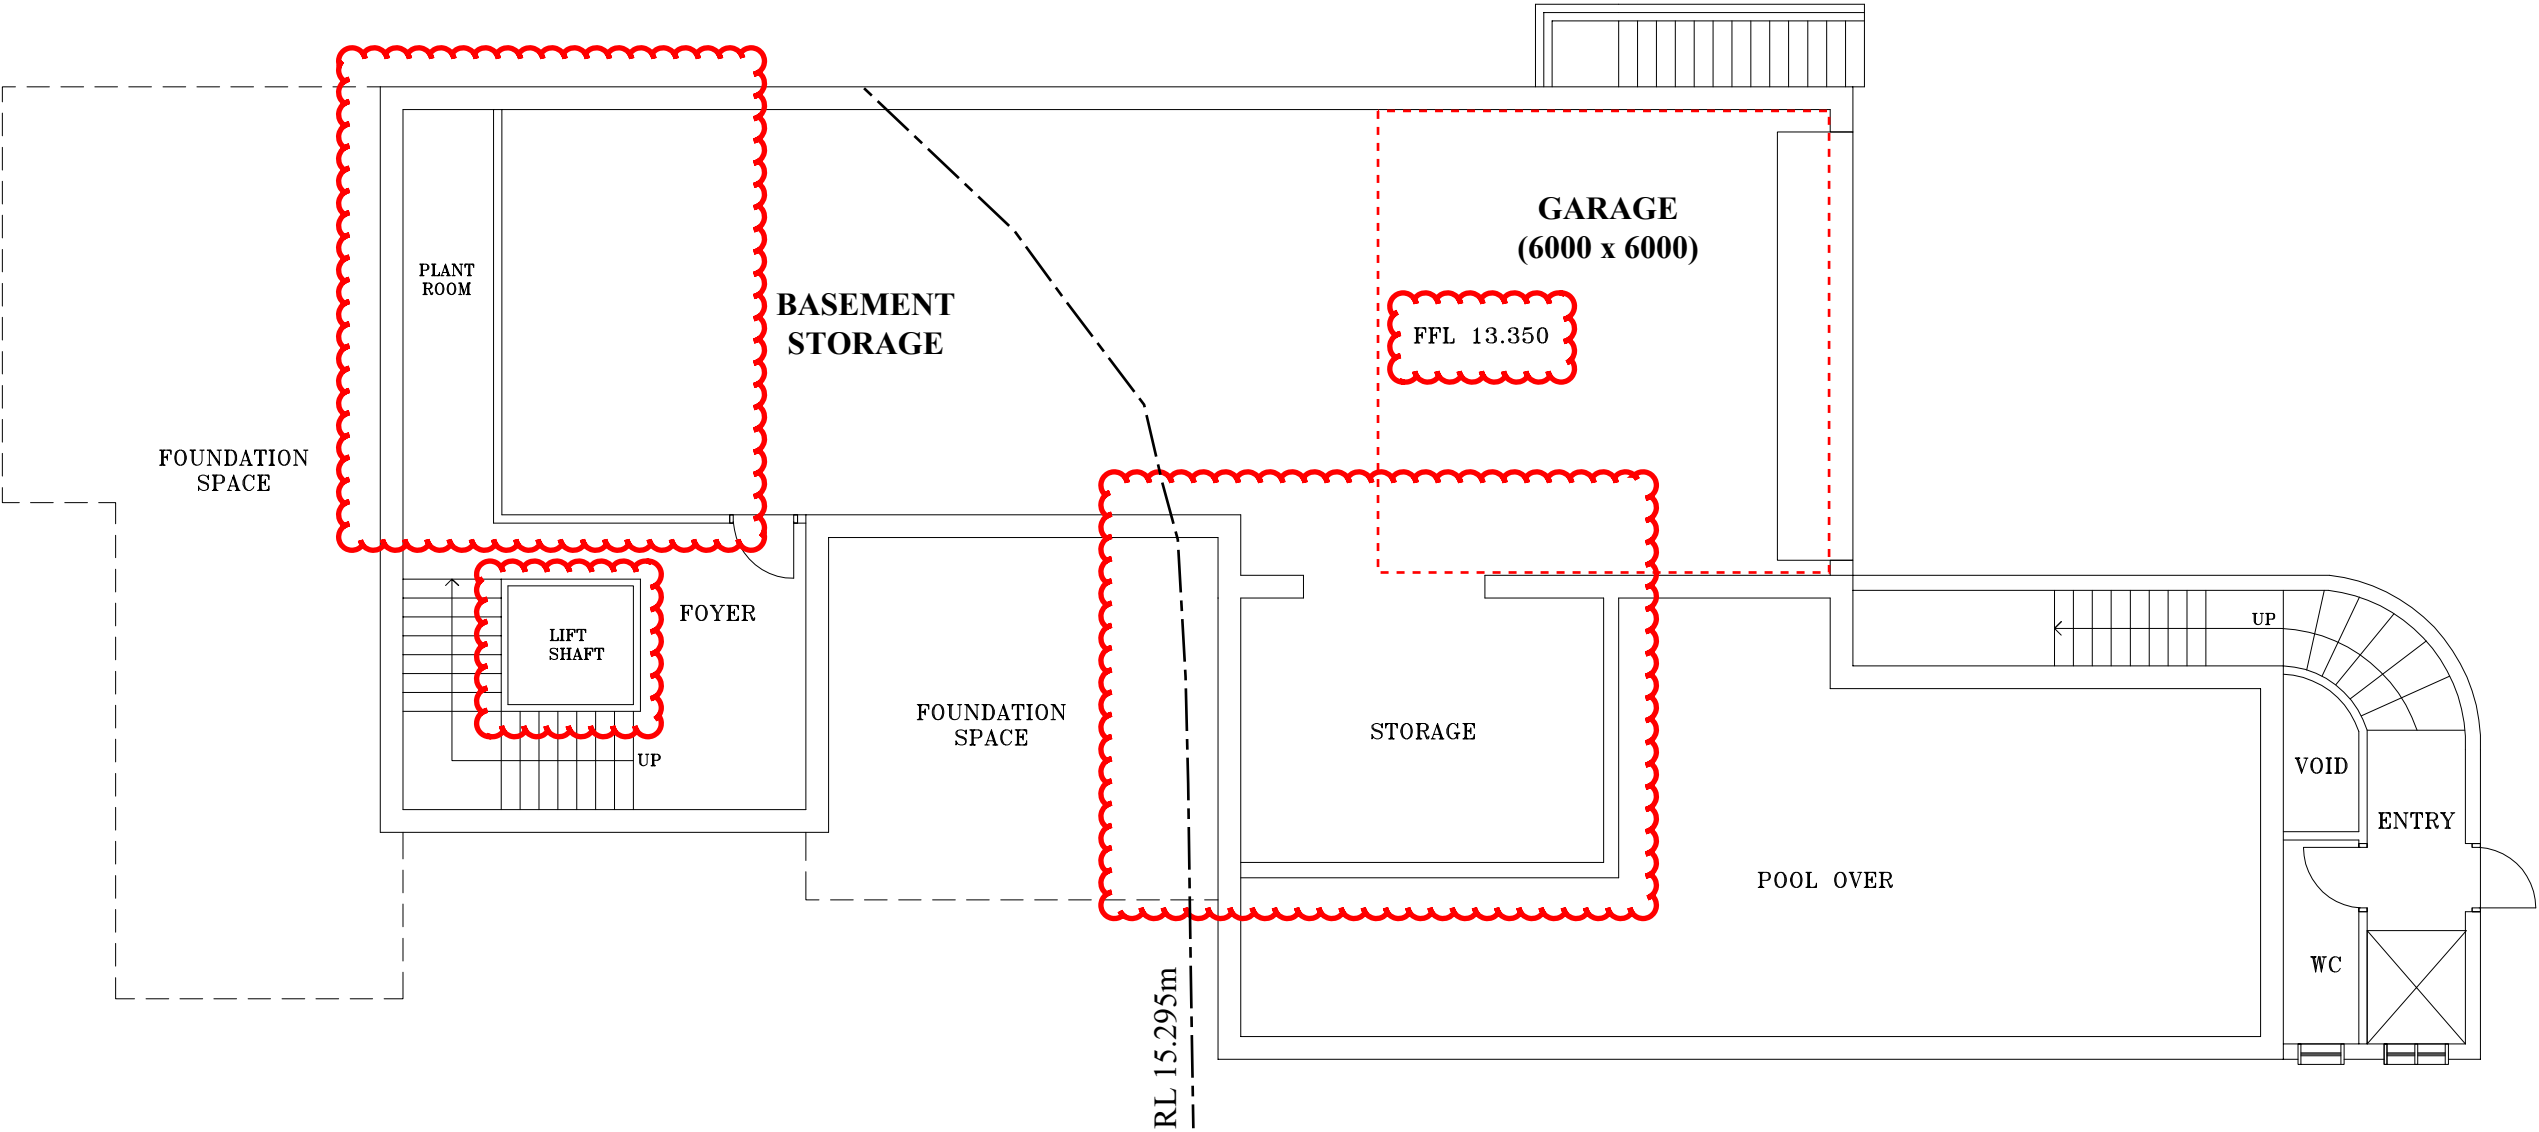 GARAGE
(6000 x 6000)
PLANT
ROOM
BASEMENT
STORAGE
FFL 13.350
FOUNDATION
SPACE
FOYER
LIFT
SHAFT
UP
UP
FOUNDATION
SPACE
STORAGE
VOID
ENTRY
POOL OVER
WC
RL 15.295m